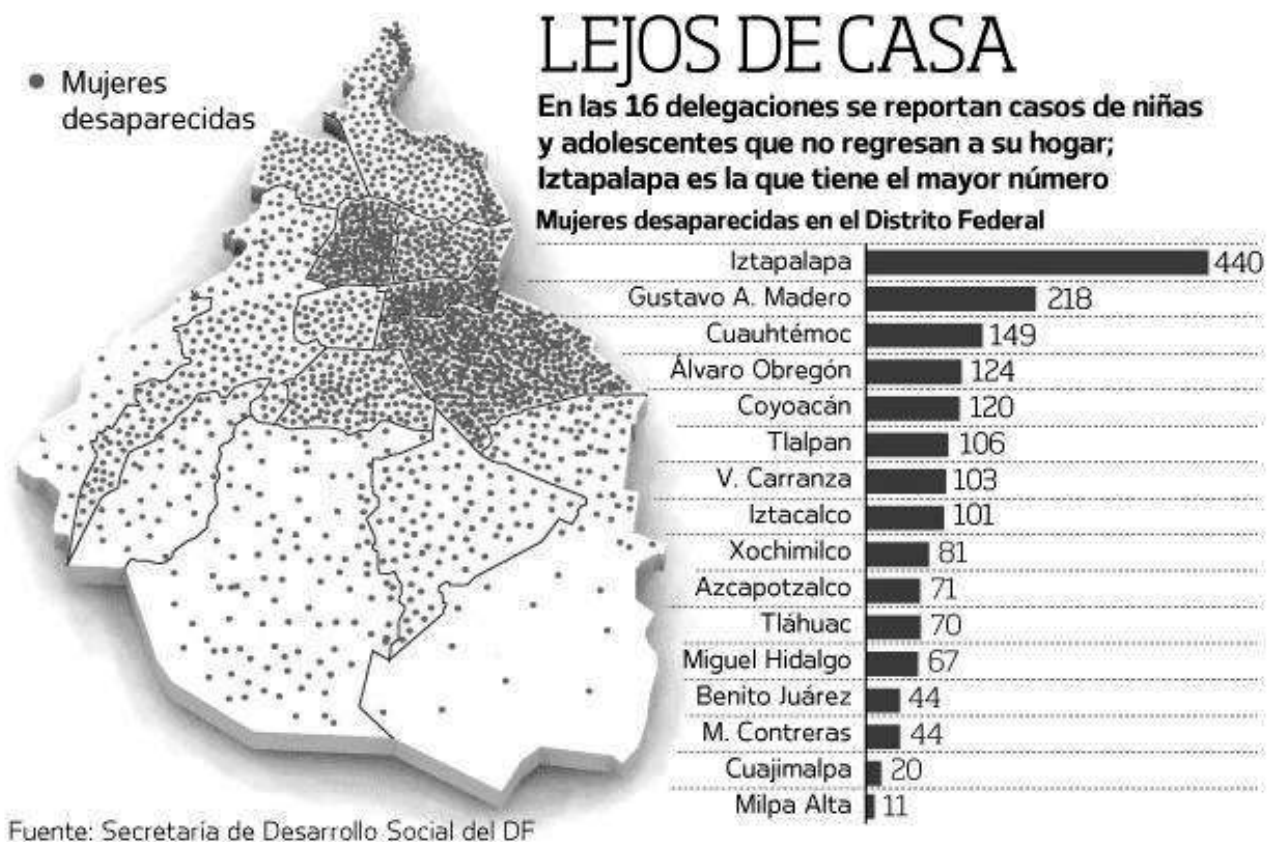 Mujeres
desaparecidas
LEJOS DE CASA
En las 16 delegaciones se reportan casos de niñas
y adolescentes que no regresan a su hogar;
Iztapalapa es la que tiene el mayor número
Mujeres desaparecidas en el Distrito Federal
Iztapalapa 440
Gustavo A. Madero 218
Cuauhtémoc 149
Álvaro Obregón 124
Coyoacán 120
Tlalpan 106
V. Carranza 103
Iztacalco 101
Xochimilco 81
Azcapotzalco 71
Tláhuac 70
Miguel Hidalgo 67
Benito Juárez 44
M. Contreras 44
Cuajimalpa 20
Milpa Alta 11
Fuente: Secretaría de Desarrollo Social del DF